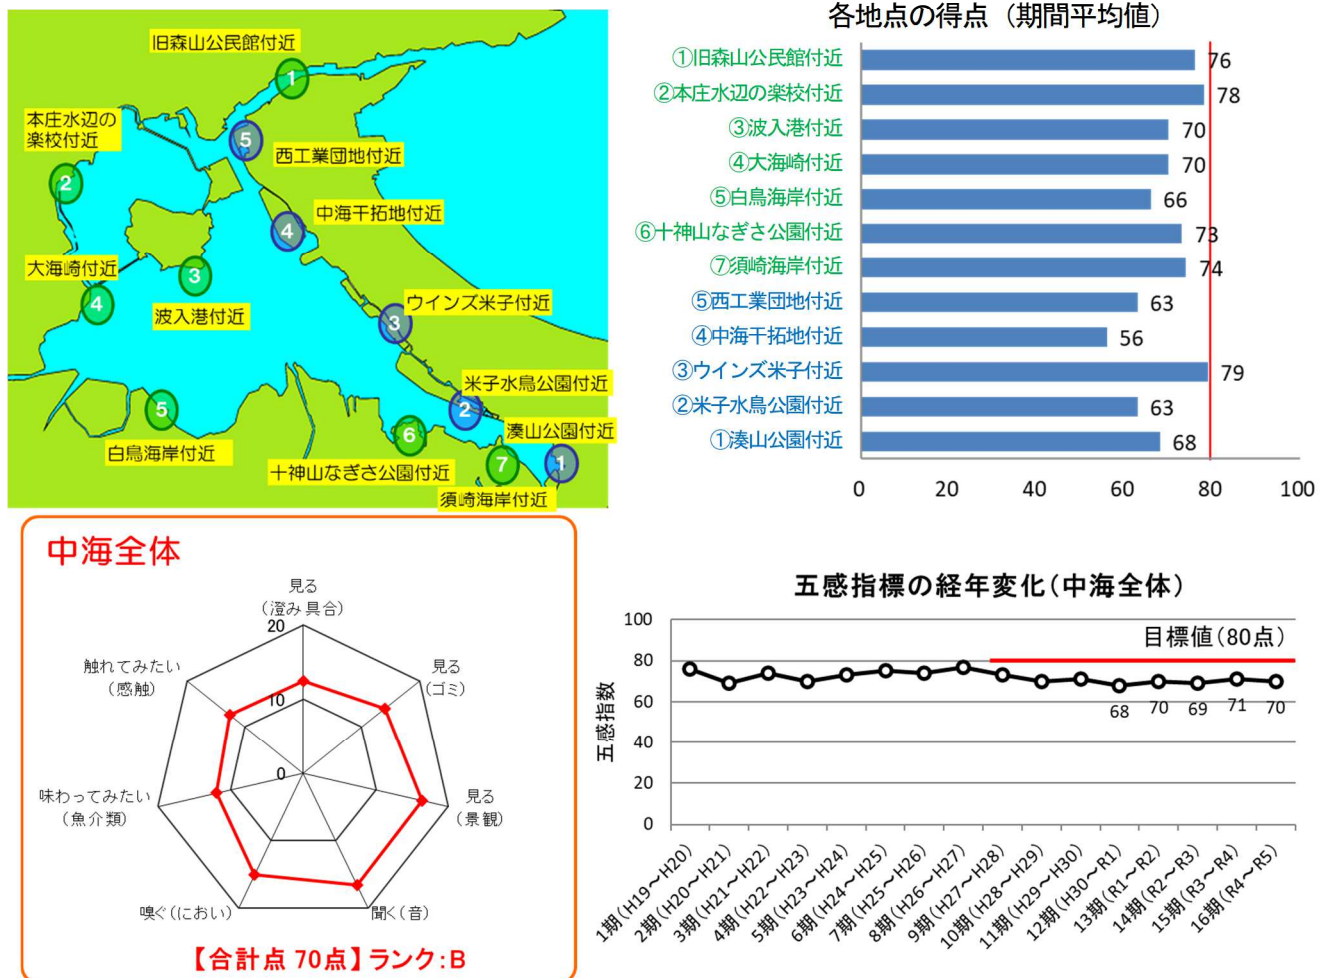 旧森山公民館付近
1
本庄水辺の
楽校付近
5
西工業団地付近
2
中海干拓地付近
4
大海崎付近
3
4
波入港付近
ウインズ米子付近
3
米子水鳥公園付近
2
5
白鳥海岸付近
6
湊山公園付近
7
1
十神山なぎさ公園付近
須崎海岸付近
各地点の得点（期間平均値）
①旧森山公民館付近 76
②本庄水辺の楽校付近 78
③波入港付近 70
④大海崎付近 70
⑤白鳥海岸付近 66
⑥十神山なぎさ公園付近 73
⑦須崎海岸付近 74
⑤西工業団地付近 63
④中海干拓地付近 56
③ウインズ米子付近 79
②米子水鳥公園付近 63
①湊山公園付近 68
0 20 40 60 80 100
中海全体
見る
（澄み具合）
20
10
0
見る
（ゴミ）
見る
（景観）
聞く（音）
嗅ぐ（におい）
味わってみたい
（魚介類）
触れてみたい
（感触）
【合計点 70点】ランク：B
五感指標の経年変化（中海全体）
目標値（80点）
五感指数
100
80
60
40
20
0
68 70 69 71 70
1期（H19～H20）
2期（H20～H21）
3期（H21～H22）
4期（H22～H23）
5期（H23～H24）
6期（H24～H25）
7期（H25～H26）
8期（H26～H27）
9期（H27～H28）
10期（H28～H29）
11期（H29～H30）
12期（H30～R1）
13期（R1～R2）
14期（R2～R3）
15期（R3～R4）
16期（R4～R5）